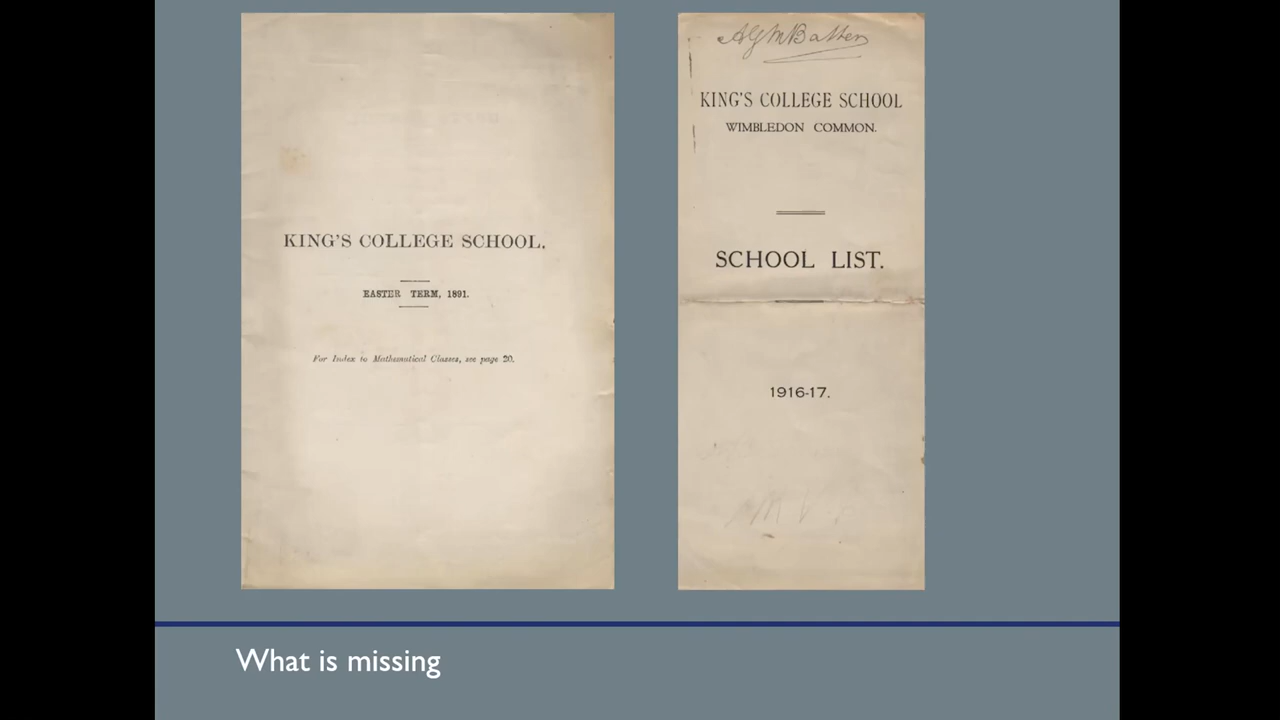 KING'S COLLEGE SCHOOL.
EASTER TERM, 1891.
For Index to Mathematical Classes, see page 20.
AGMBatten
KING'S COLLEGE SCHOOL
WIMBLEDON COMMON.
SCHOOL LIST.
1916-17.
What is missing